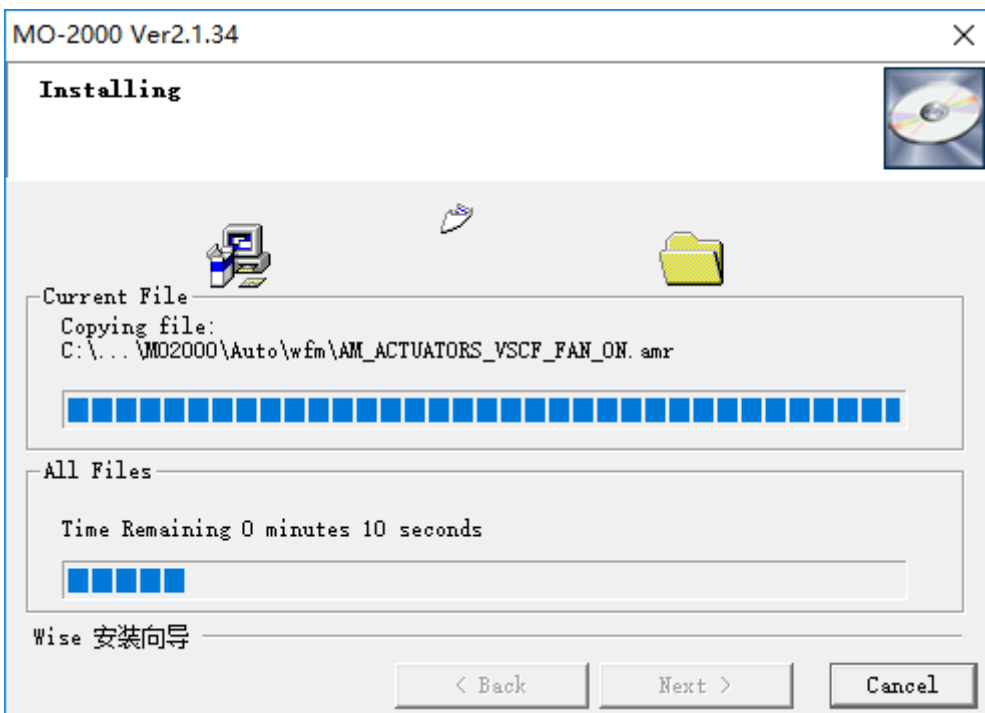 MO-2000 Ver2.1.34
Installing
Current File
Copying file:
C:\...\MO2000\Auto\wfm\AM_ACTUATORS_VSCF_FAN_ON.amr
All Files
Time Remaining 0 minutes 10 seconds
Wise 安装向导
< Back
Next >
Cancel